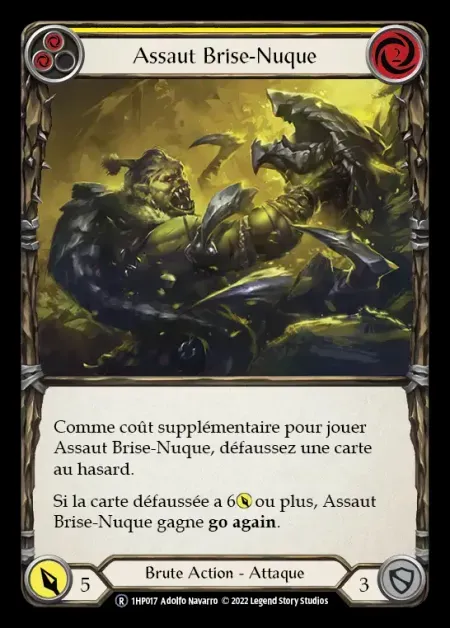 Assaut Brise-Nuque
2
Comme coût supplémentaire pour jouer
Assaut Brise-Nuque, défaussez une carte
au hasard.
Si la carte défaussée a 6 ou plus, Assaut
Brise-Nuque gagne go again.
5
Brute Action - Attaque
3
R 1HP017 Adolfo Navarro © 2022 Legend Story Studios